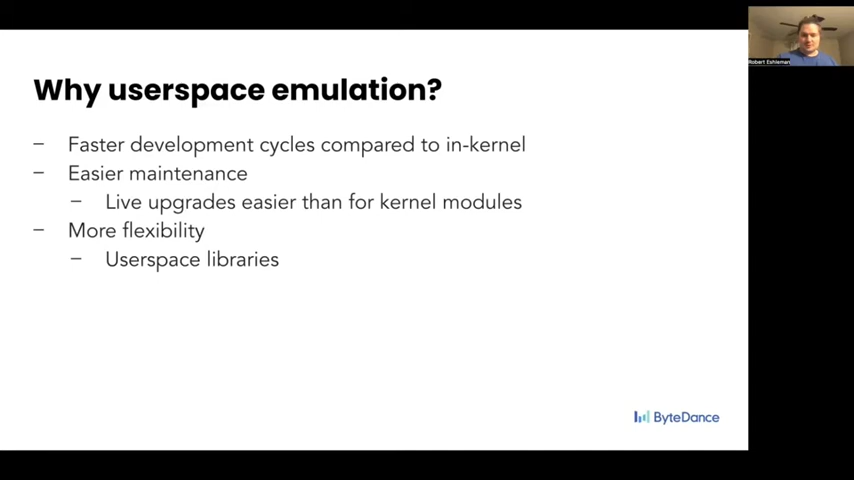 Why userspace emulation?
– Faster development cycles compared to in-kernel
– Easier maintenance
– Live upgrades easier than for kernel modules
– More flexibility
– Userspace libraries
ByteDance
Robert Eshleman